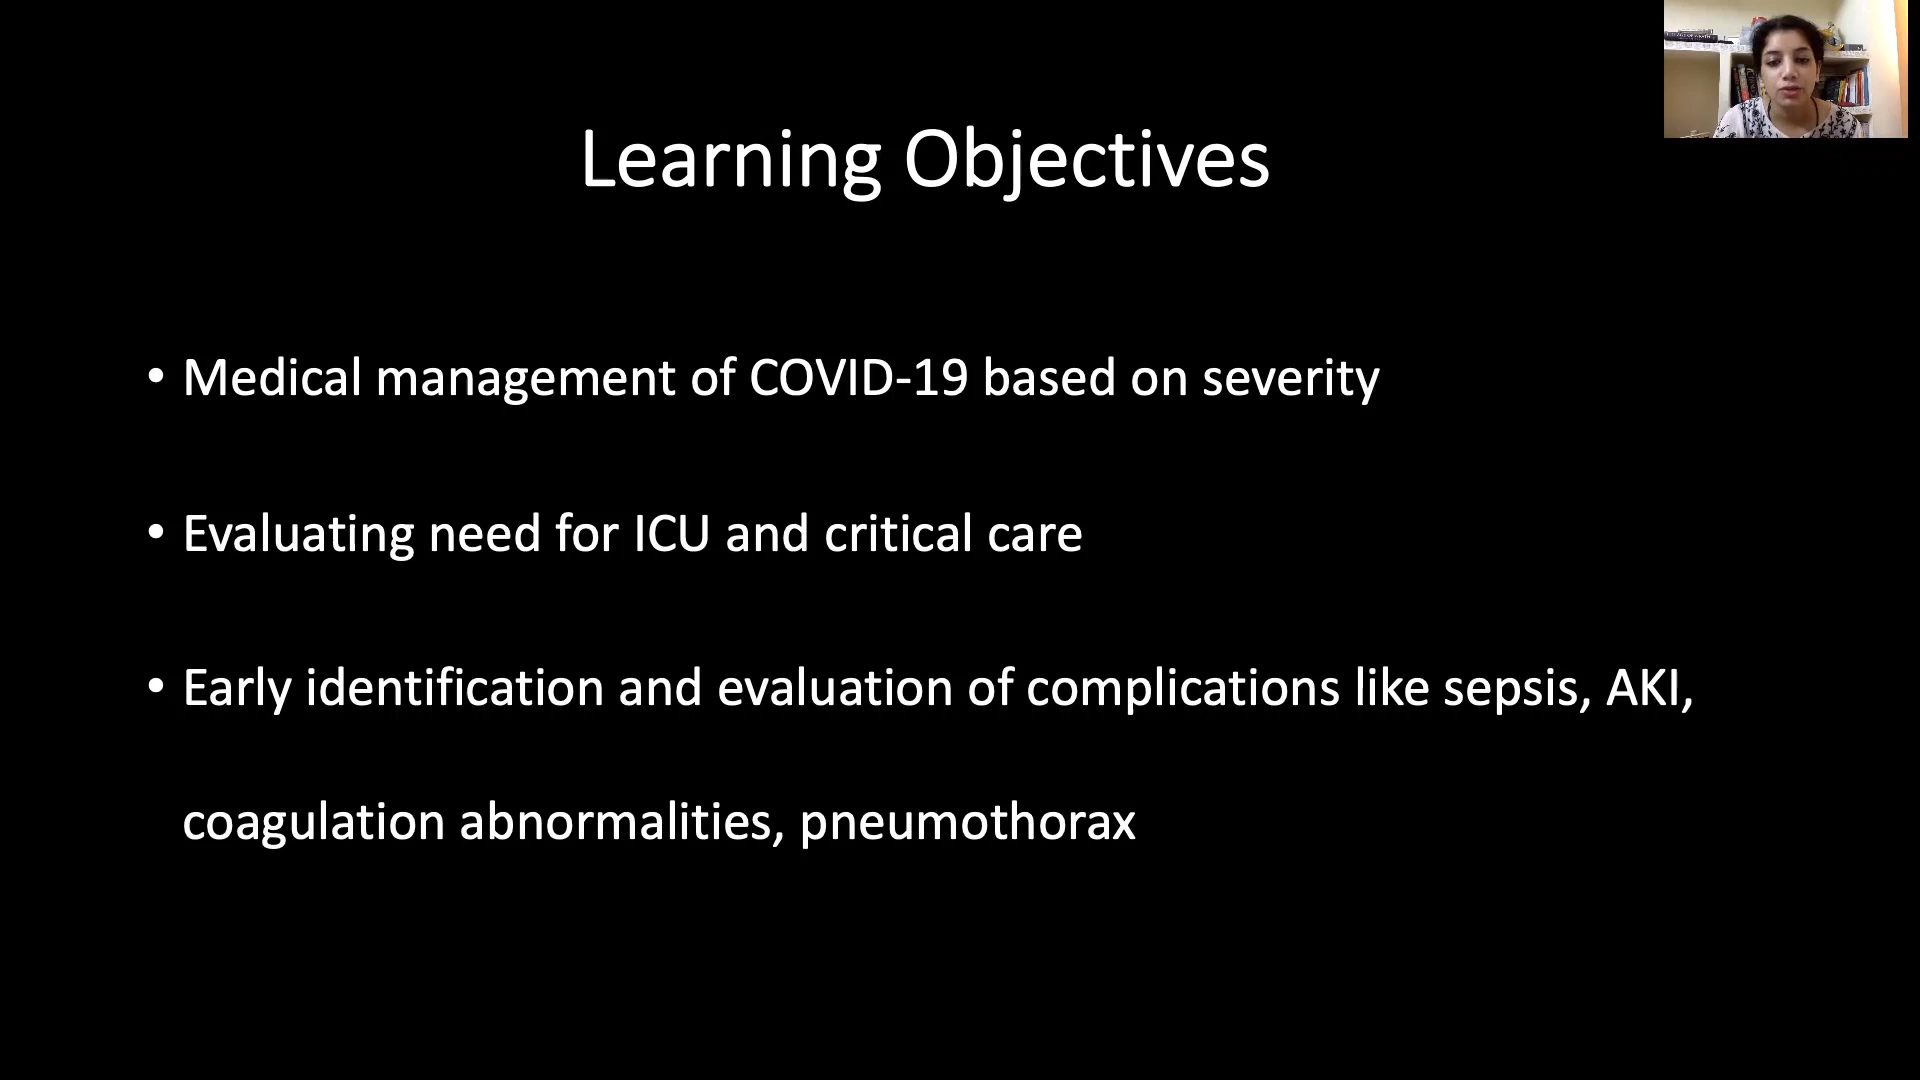 Learning Objectives
• Medical management of COVID-19 based on severity
• Evaluating need for ICU and critical care
• Early identification and evaluation of complications like sepsis, AKI,
coagulation abnormalities, pneumothorax